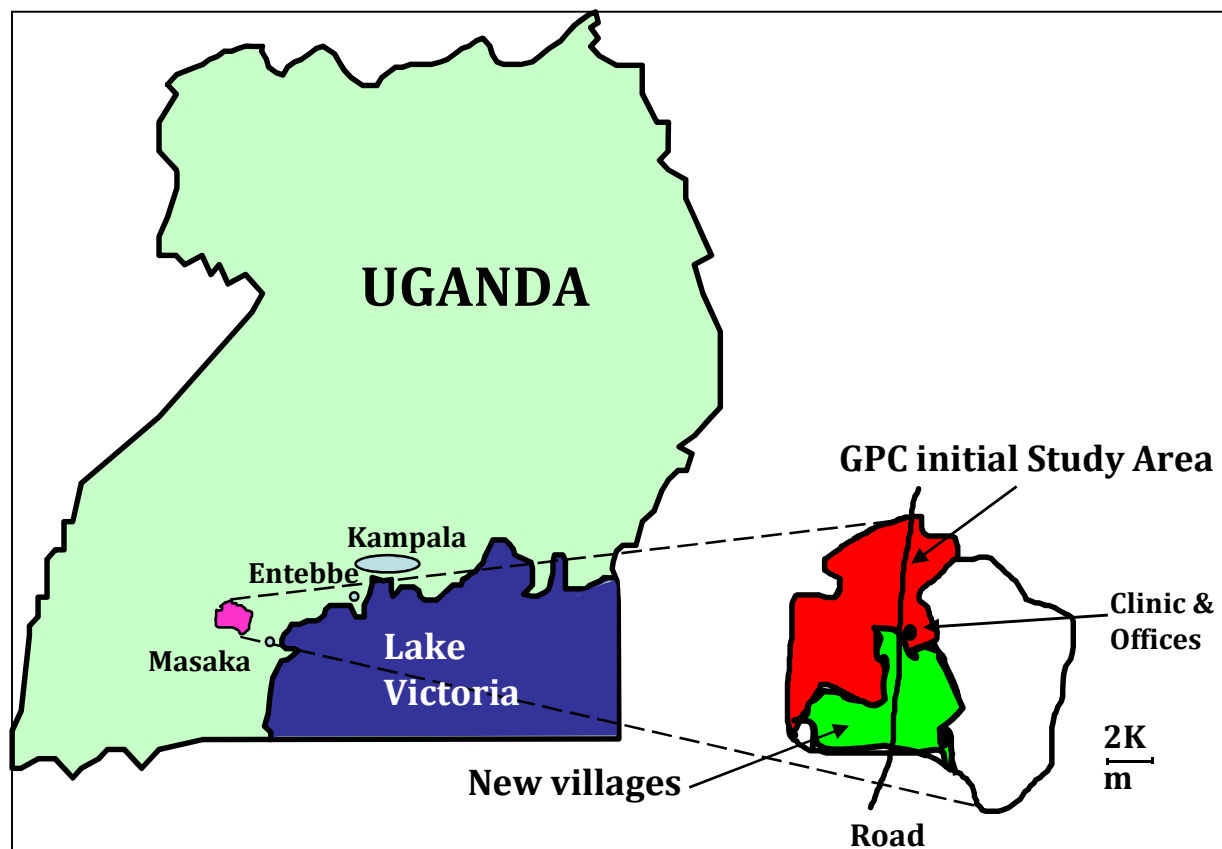 UGANDA
GPC initial Study Area
Kampala
Entebbe
Clinic &
Offices
Masaka
Lake
Victoria
2K
m
New villages
Road